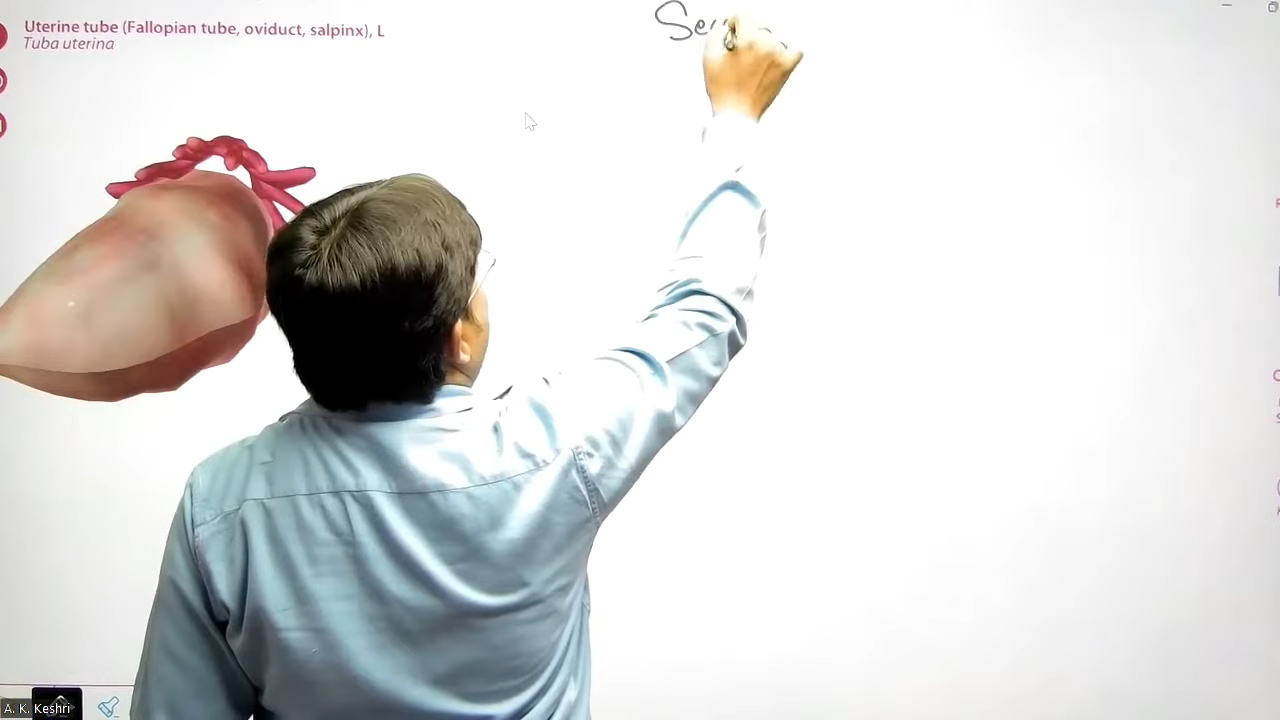 Uterine tube (Fallopian tube, oviduct, salpinx), L
Tuba uterina
A. K. Keshri